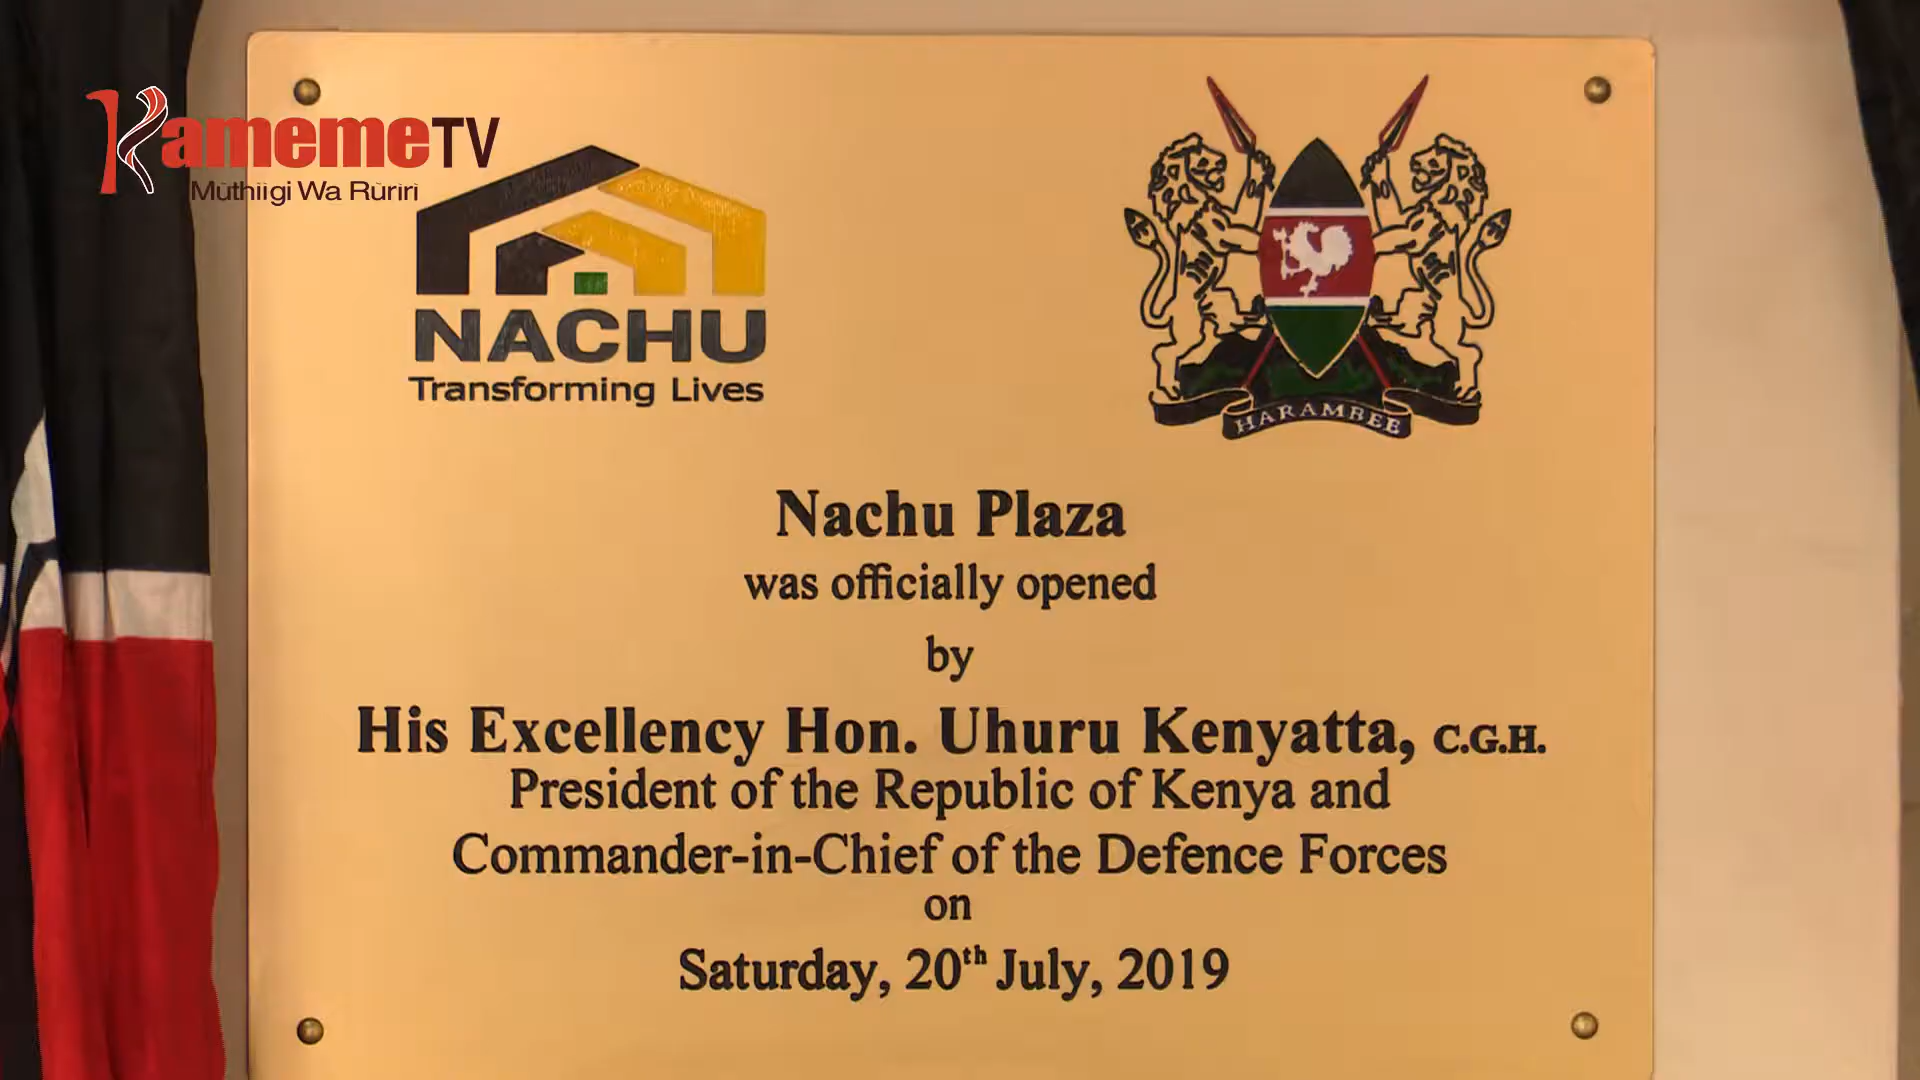 KamemeTV
Mũthiigi Wa Rũrĩrĩ
NACHU
Transforming Lives
HARAMBEE
Nachu Plaza
was officially opened
by
His Excellency Hon. Uhuru Kenyatta, C.G.H.
President of the Republic of Kenya and
Commander-in-Chief of the Defence Forces
on
Saturday, 20th July, 2019